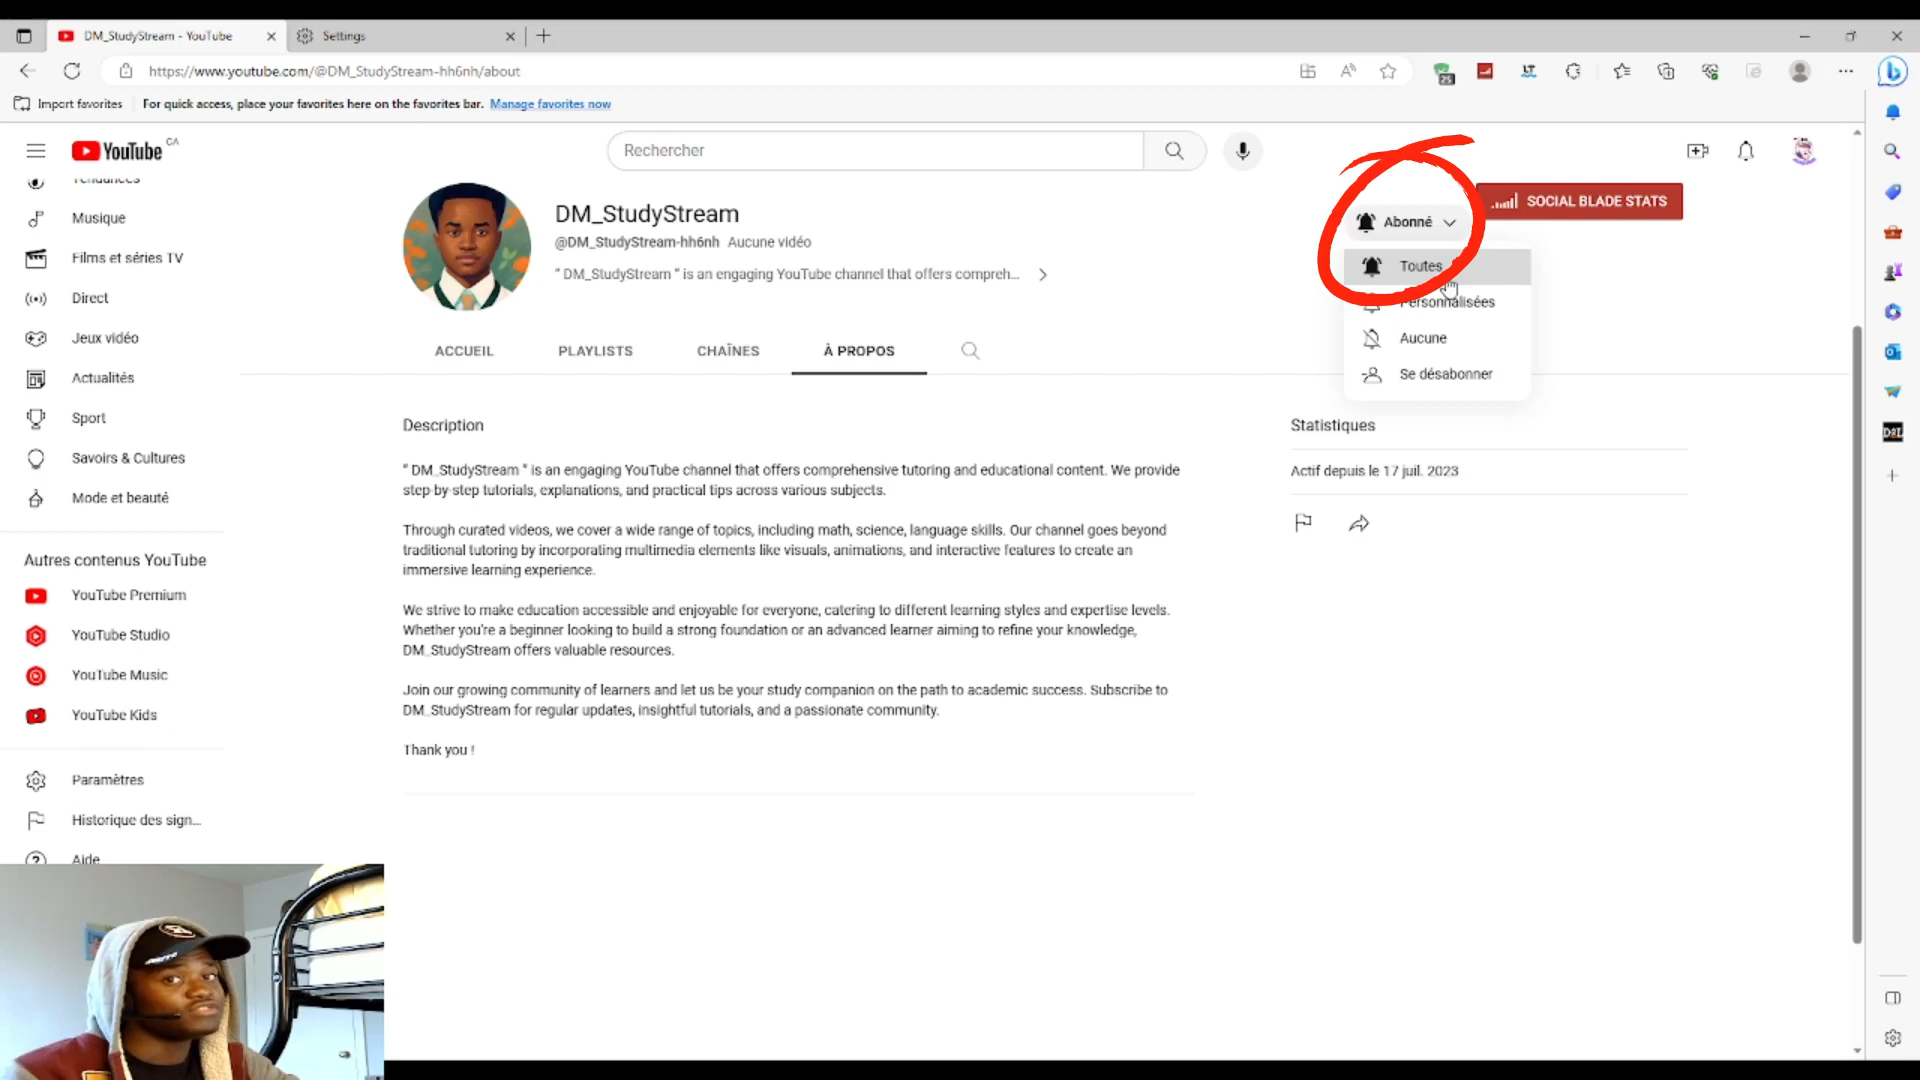 DM_StudyStream - YouTube
Settings
https://www.youtube.com/@DM_StudyStream-hh6nh/about
25
LT
Import favorites
For quick access, place your favorites here on the favorites bar. Manage favorites now
YouTube CA
Rechercher
Tendances
Musique
Films et séries TV
Direct
Jeux vidéo
Actualités
Sport
Savoirs & Cultures
Mode et beauté
Autres contenus YouTube
YouTube Premium
YouTube Studio
YouTube Music
YouTube Kids
Paramètres
Historique des sign...
Aide
DM_StudyStream
@DM_StudyStream-hh6nh Aucune vidéo
" DM_StudyStream " is an engaging YouTube channel that offers compreh...
Abonné
SOCIAL BLADE STATS
Toutes
Personnalisées
Aucune
Se désabonner
ACCUEIL
PLAYLISTS
CHAÎNES
À PROPOS
Description
" DM_StudyStream " is an engaging YouTube channel that offers comprehensive tutoring and educational content. We provide
step-by-step tutorials, explanations, and practical tips across various subjects.
Through curated videos, we cover a wide range of topics, including math, science, language skills. Our channel goes beyond
traditional tutoring by incorporating multimedia elements like visuals, animations, and interactive features to create an
immersive learning experience.
We strive to make education accessible and enjoyable for everyone, catering to different learning styles and expertise levels.
Whether you're a beginner looking to build a strong foundation or an advanced learner aiming to refine your knowledge,
DM_StudyStream offers valuable resources.
Join our growing community of learners and let us be your study companion on the path to academic success. Subscribe to
DM_StudyStream for regular updates, insightful tutorials, and a passionate community.
Thank you !
Statistiques
Actif depuis le 17 juil. 2023
D2L